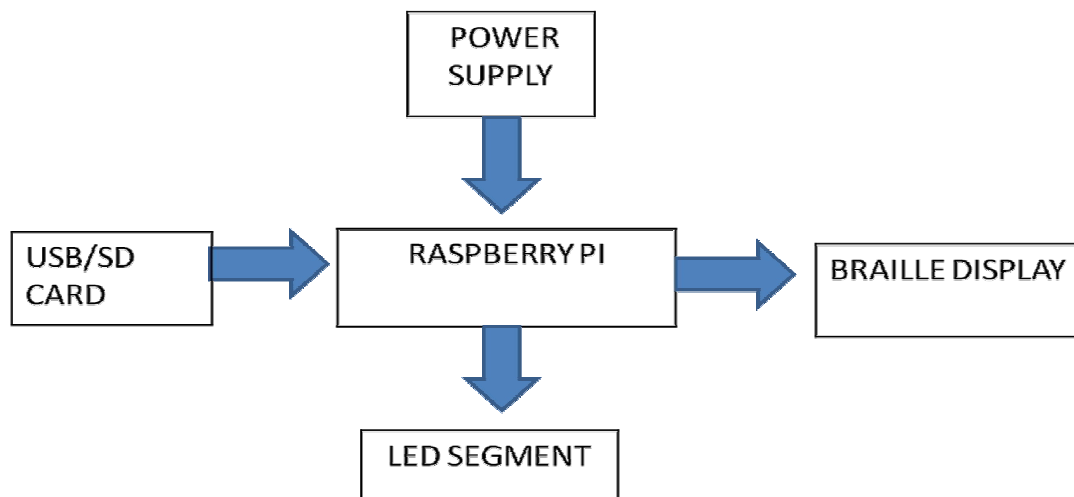 POWER
SUPPLY
USB/SD
CARD
RASPBERRY PI
BRAILLE DISPLAY
LED SEGMENT